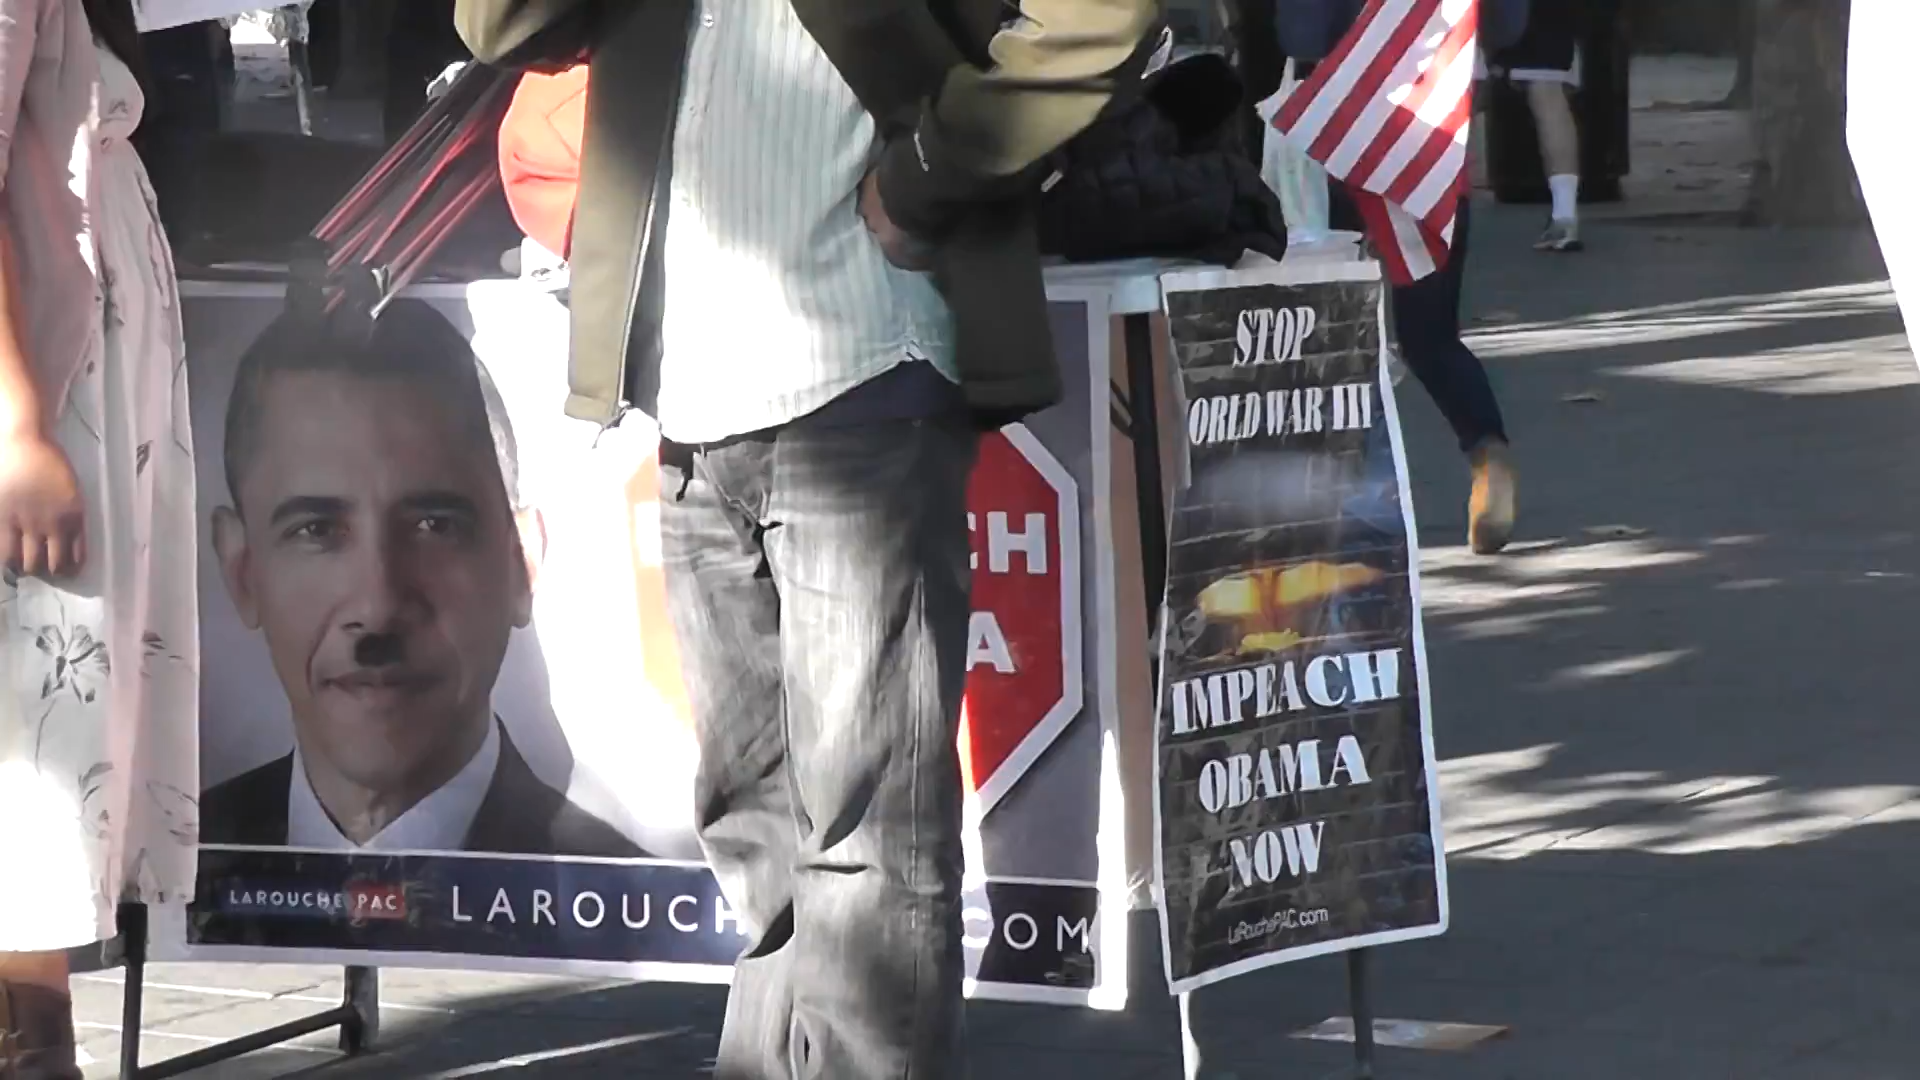 LAROUCHE PAC
LAROUCH
COM
CH
A
STOP
ORLD WAR III
IMPEACH
OBAMA
NOW
LaRouchePAC.com